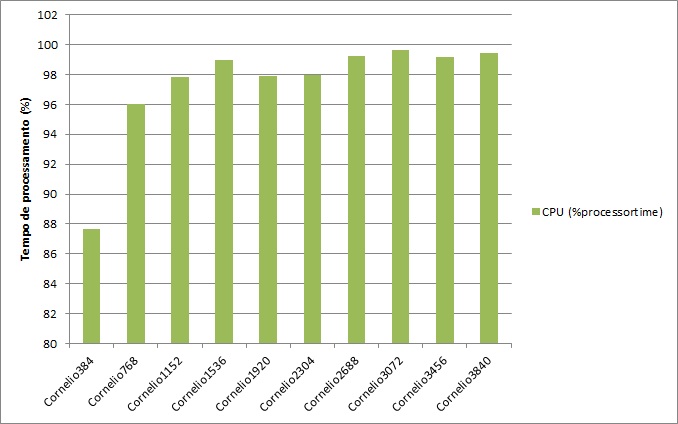 102
100
98
96
94
92
90
88
86
84
82
80
Tempo de processamento (%)
Cornelio384
Cornelio768
Cornelio1152
Cornelio1536
Cornelio1920
Cornelio2304
Cornelio2688
Cornelio3072
Cornelio3456
Cornelio3840
CPU (%processortime)